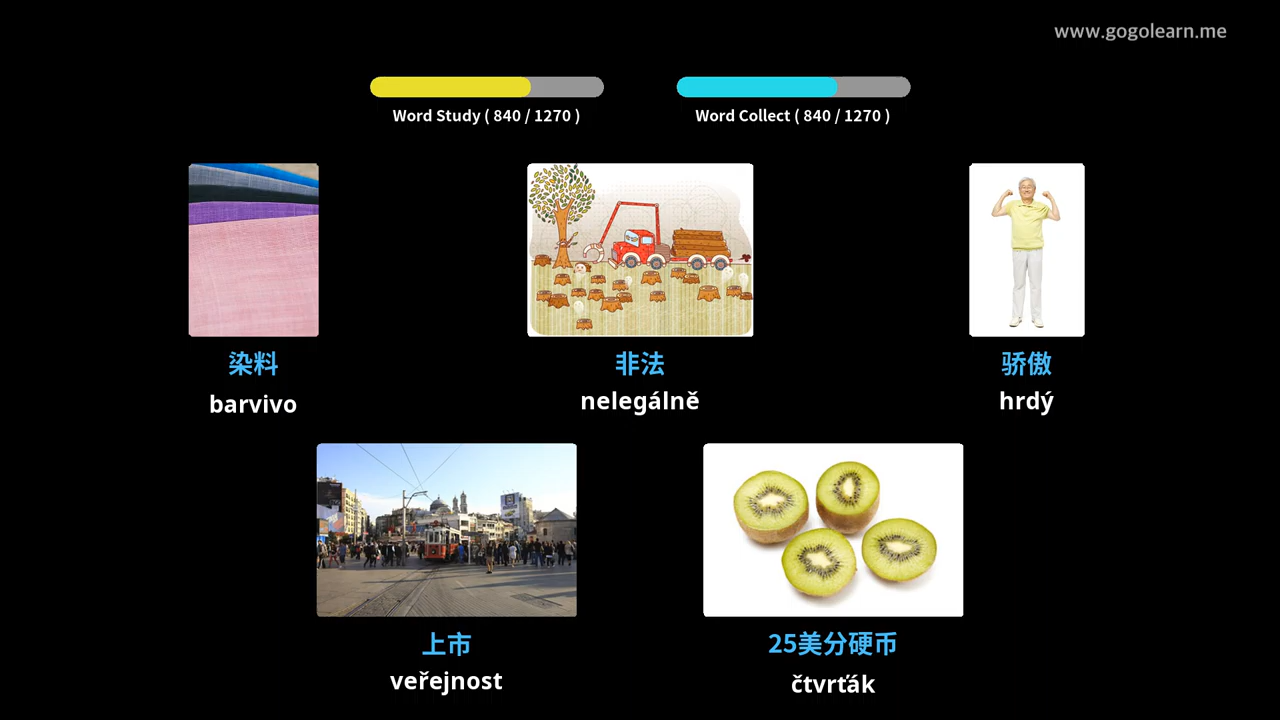 www.gogolearn.me
Word Study ( 840 / 1270 )
Word Collect ( 840 / 1270 )
染料
barvivo
非法
nelegálně
骄傲
hrdý
上市
veřejnost
25美分硬币
čtvrťák